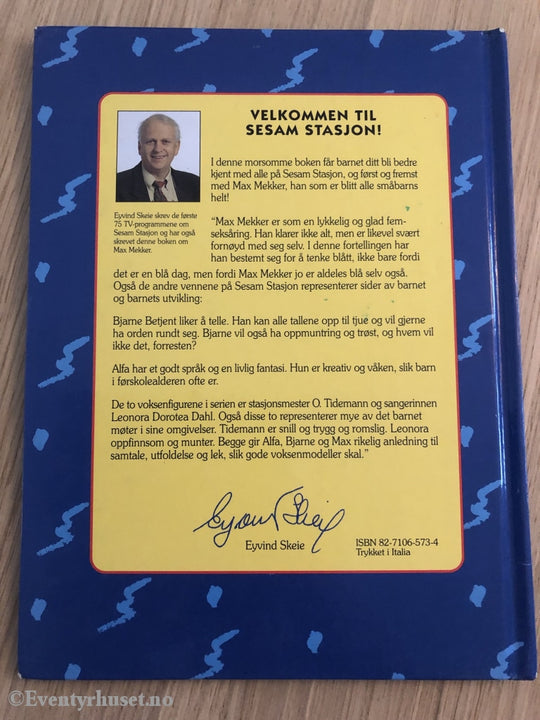 VELKOMMEN TIL
SESAM STASJON!
I denne morsomme boken får barnet ditt bli bedre
kjent med alle på Sesam Stasjon, og først og fremst
med Max Mekker, han som er blitt alle småbarns
helt!
Eyvind Skeie skrev de første
75 TV-programmene om
Sesam Stasjon og har også
skrevet denne boken om
Max Mekker.
"Max Mekker er som en lykkelig og glad fem-
seksåring. Han klarer ikke alt, men er likevel svært
fornøyd med seg selv. I denne fortellingen har
han bestemt seg for å tenke blått, ikke bare fordi
det er en blå dag, men fordi Max Mekker jo er aldeles blå selv også.
Også de andre vennene på Sesam Stasjon representerer sider av barnet
og barnets utvikling:
Bjarne Betjent liker å telle. Han kan alle tallene opp til tjue og vil gjerne
ha orden rundt seg. Bjarne vil også ha oppmuntring og trøst, og hvem vil
ikke det, forresten?
Alfa har et godt språk og en livlig fantasi. Hun er kreativ og våken, slik barn
i førskolealderen ofte er.
De to voksenfigurene i serien er stasjonsmester O. Tidemann og sangerinnen
Leonora Dorotea Dahl. Også disse to representerer mye av det barnet
møter i sine omgivelser. Tidemann er snill og trygg og romslig. Leonora
oppfinnsom og munter. Begge gir Alfa, Bjarne og Max rikelig anledning til
samtale, utfoldelse og lek, slik gode voksenmodeller skal."
Eyvind Skeie
Eyvind Skeie
ISBN 82-7106-573-4
Trykket i Italia
©Eventyrhuset.no